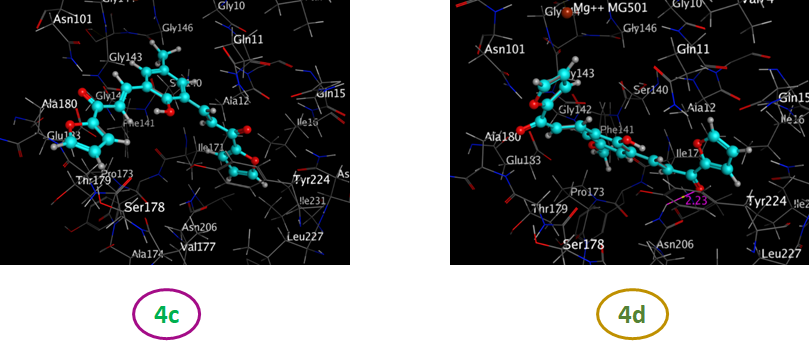 Asn101
Gly146
Gly10
Gln11
Gly143
Ala180
Ala12
Gln15
Phe141
Glu183
Ile171
Pro173
Thr179
Tyr224
Ser178
Ile231
Asn206
Val177
Leu227
Ala174
4c
Mg++ MG501
Gly10
Gly146
Asn101
Gln11
Gly142
Ser140
Ala12
Gln15
Ile16
Phe141
Ala180
Glu183
Pro173
2.23
Tyr224
Thr179
Ser178
Asn206
Leu227
4d